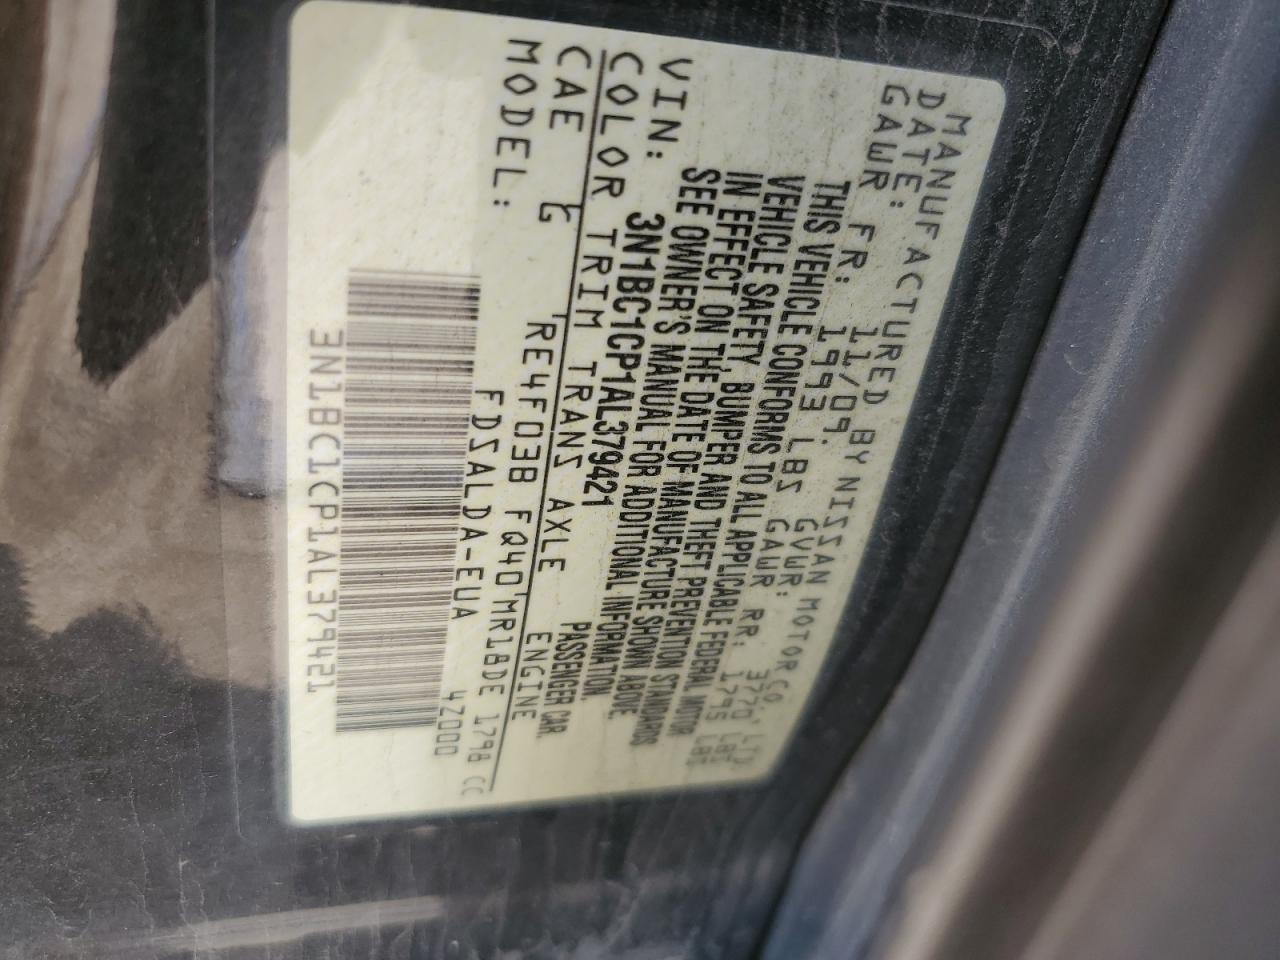 MANUFACTURED BY NISSAN MOTOR CO., LTD.
DATE: 11/09. GVWR: 3770 LBS
GAWR FR: 1993 LBS GAWR RR: 1795 LBS
THIS VEHICLE CONFORMS TO ALL APPLICABLE FEDERAL MOTOR
VEHICLE SAFETY, BUMPER AND THEFT PREVENTION STANDARDS
IN EFFECT ON THE DATE OF MANUFACTURE SHOWN ABOVE.
SEE OWNER'S MANUAL FOR ADDITIONAL INFORMATION.
VIN: 3N1BC1CP1AL379421 PASSENGER CAR.
COLOR TRIM TRANS AXLE ENGINE
CAE G RE4F03B FQ40 MR18DE 1798 CC
MODEL: FDSALDA-EUA 4Z000
3N1BC1CP1AL379421